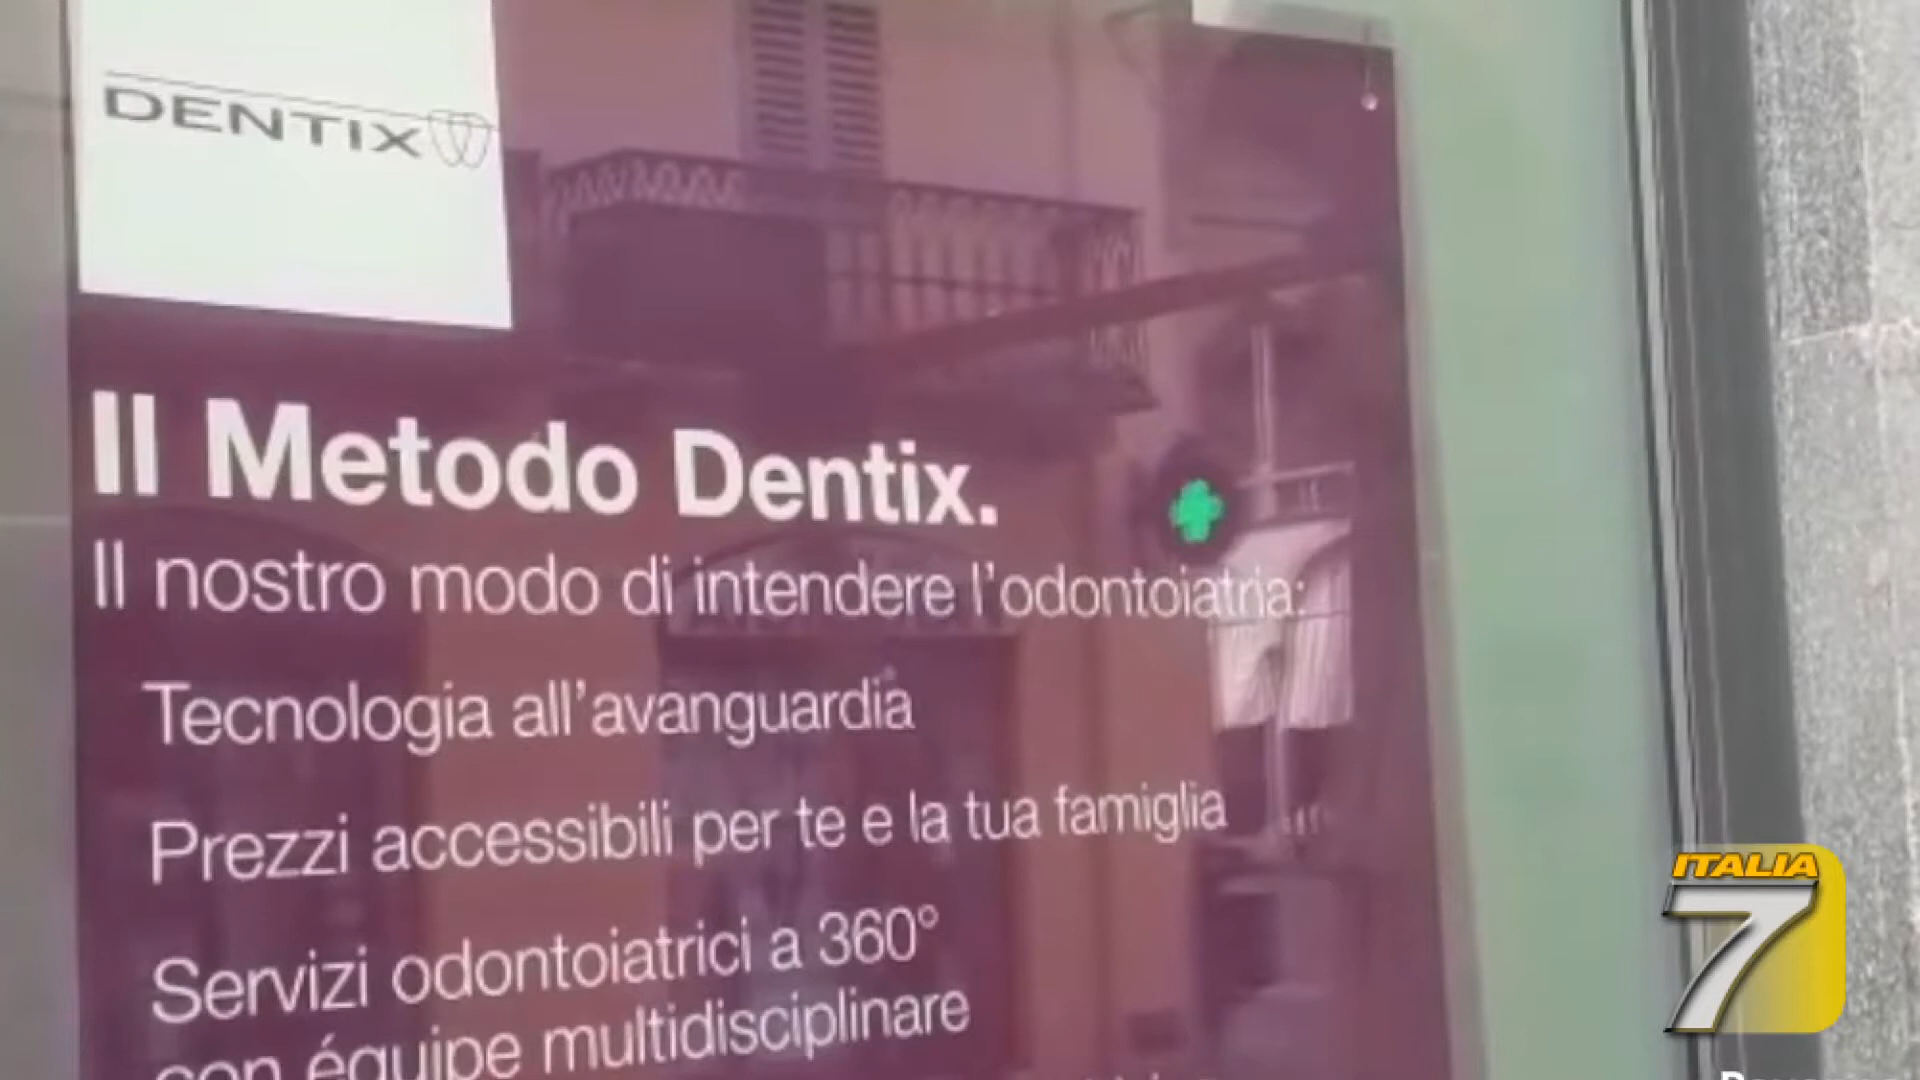 DENTIX
Il Metodo Dentix.
Il nostro modo di intendere l'odontoiatria:
Tecnologia all'avanguardia
Prezzi accessibili per te e la tua famiglia
Servizi odontoiatrici a 360°
con équipe multidisciplinare
ITALIA
7